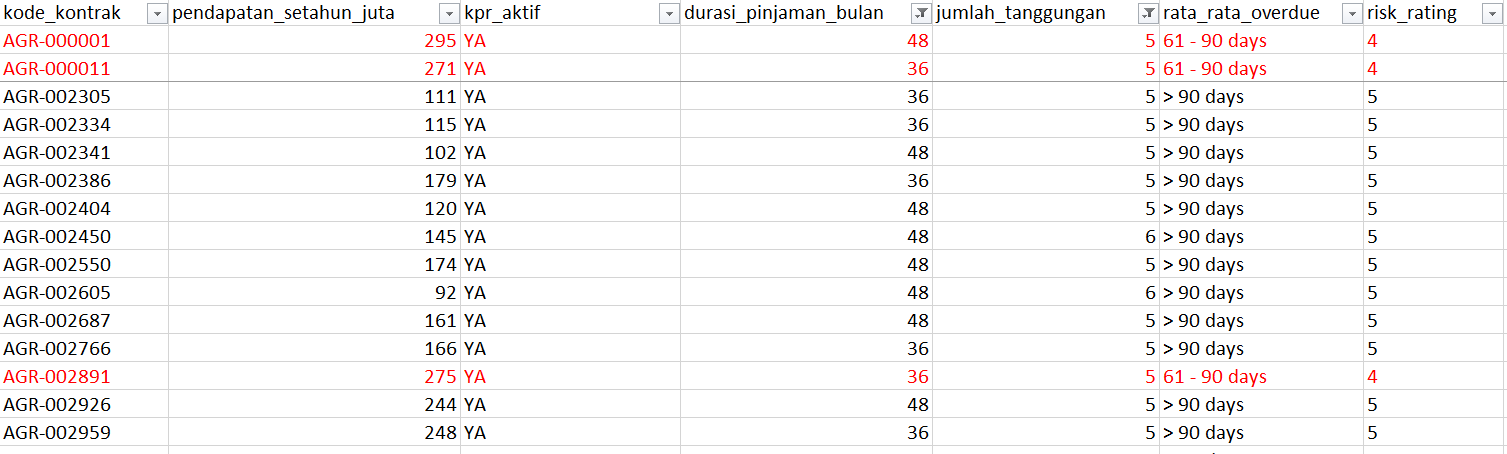 kode_kontrak pendapatan_setahun_juta kpr_aktif durasi_pinjaman_bulan jumlah_tanggungan rata_rata_overdue risk_rating
AGR-000001 295 YA 48 5 61 - 90 days 4
AGR-000011 271 YA 36 5 61 - 90 days 4
AGR-002305 111 YA 36 5 > 90 days 5
AGR-002334 115 YA 36 5 > 90 days 5
AGR-002341 102 YA 48 5 > 90 days 5
AGR-002386 179 YA 36 5 > 90 days 5
AGR-002404 120 YA 48 5 > 90 days 5
AGR-002450 145 YA 48 6 > 90 days 5
AGR-002550 174 YA 48 5 > 90 days 5
AGR-002605 92 YA 48 6 > 90 days 5
AGR-002687 161 YA 48 5 > 90 days 5
AGR-002766 166 YA 36 5 > 90 days 5
AGR-002891 275 YA 36 5 61 - 90 days 4
AGR-002926 244 YA 48 5 > 90 days 5
AGR-002959 248 YA 36 5 > 90 days 5